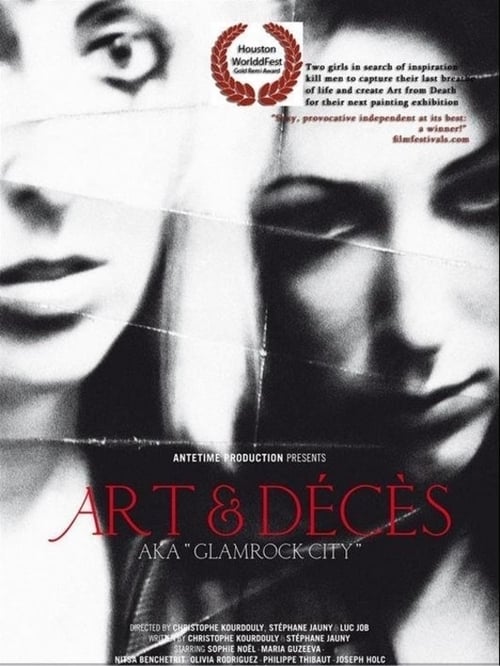 Houston
WorlddFest
Gold Remi Award
Two girls in search of inspiration
kill men to capture their last breath
of life and create Art from Death
for their next painting exhibition
"Sexy, provocative independent at its best:
a winner!"
filmfestivals.com
ANTETIME PRODUCTION PRESENTS
ART & DÉCÈS
AKA "GLAMROCK CITY"
DIRECTED BY CHRISTOPHE KOURDOULY, STÉPHANE JAUNY & LUC JOB
WRITTEN BY CHRISTOPHE KOURDOULY & STÉPHANE JAUNY
STARRING SOPHIE NOËL · MARIA GUZEEVA ·
NITSA BENCHETRIT · OLIVIA RODRIGUEZ · PHILIPPE THIBAUT · JOSEPH HOLC